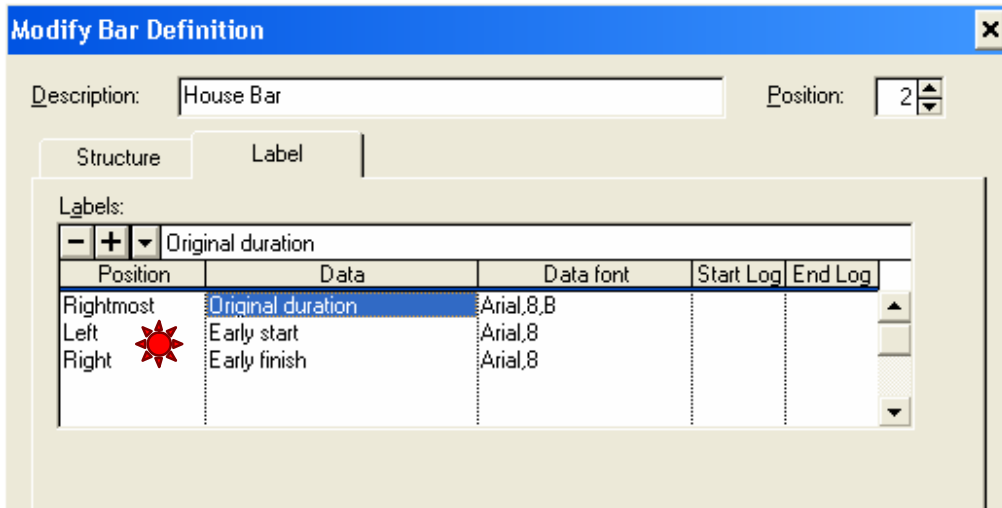 Modify Bar Definition
Description: House Bar Position: 2
Structure Label
Labels:
Original duration
Position Data Data font Start Log End Log
Rightmost Original duration Arial,8,B
Left Early start Arial,8
Right Early finish Arial,8